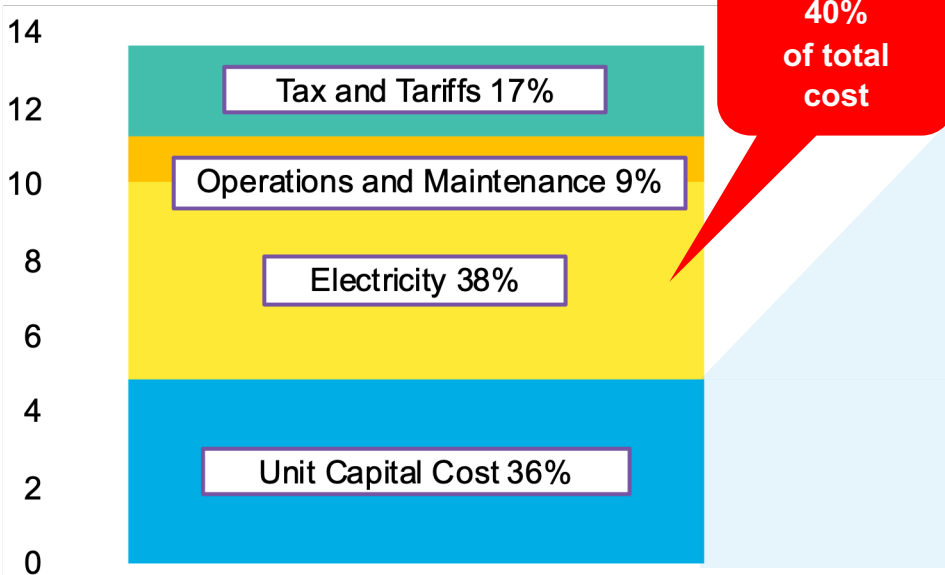 14
12
10
8
6
4
2
0
Tax and Tariffs 17%
Operations and Maintenance 9%
Electricity 38%
Unit Capital Cost 36%
40%
of total
cost